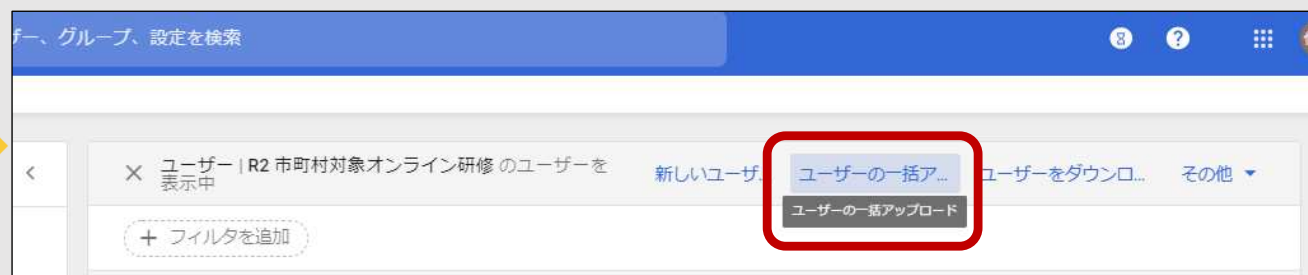 ー、グループ、設定を検索
ユーザー | R2 市町村対象オンライン研修 のユーザーを
表示中
新しいユーザ...
ユーザーの一括ア...
ユーザーをダウンロ...
その他
ユーザーの一括アップロード
+ フィルタを追加